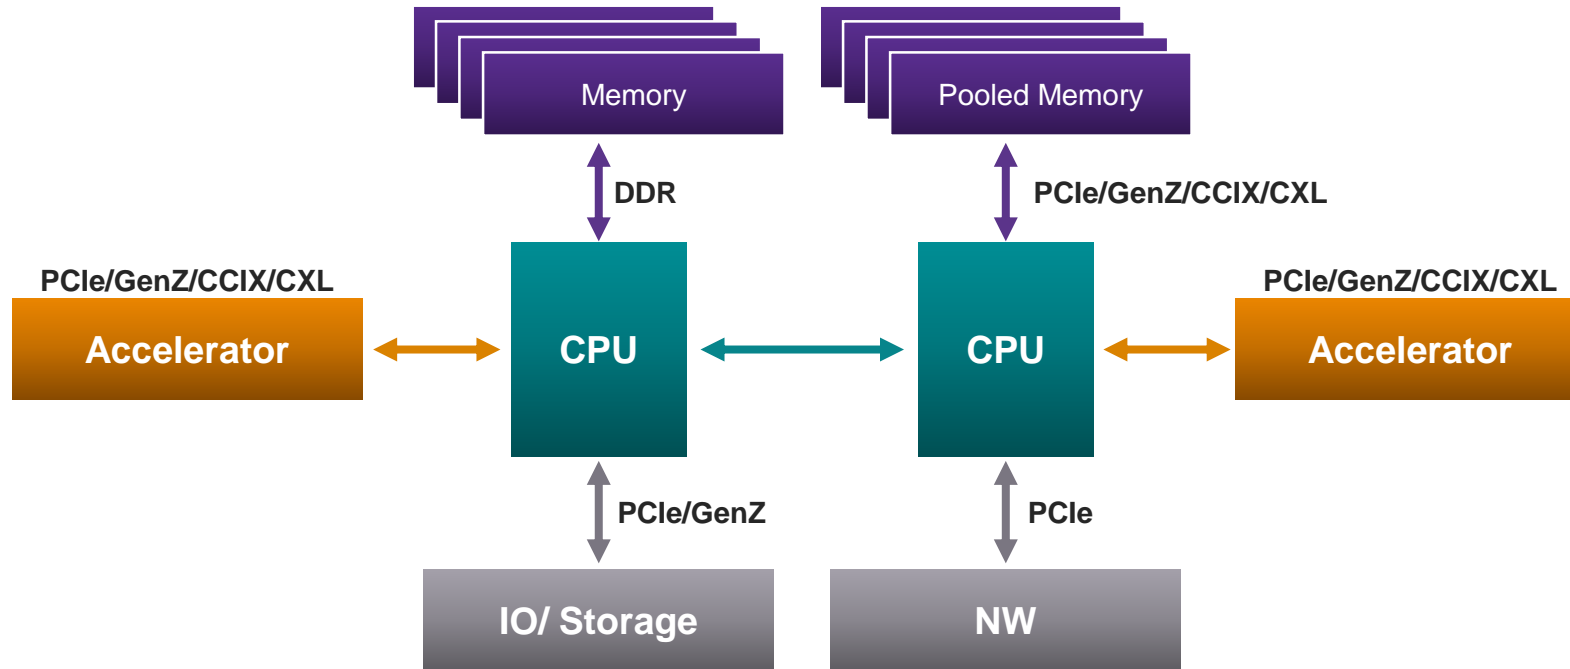 Memory
Pooled Memory
DDR
PCIe/GenZ/CCIX/CXL
PCIe/GenZ/CCIX/CXL
PCIe/GenZ/CCIX/CXL
Accelerator
CPU
CPU
Accelerator
PCIe/GenZ
PCIe
IO/ Storage
NW